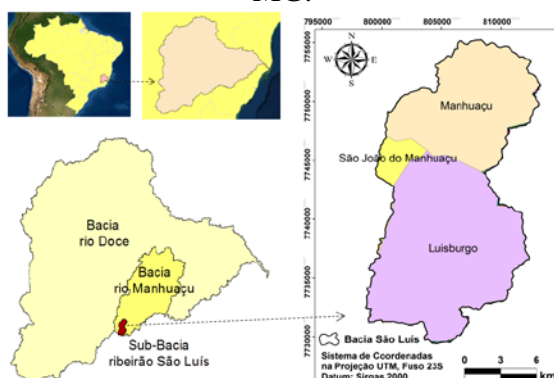 MG.
795000 800000 805000 810000
7755000
7750000
7745000
7740000
7735000
7730000
N
W E
S
Manhuaçu
São João do Manhuaçu
Luisburgo
Bacia
rio Doce
Bacia
rio Manhuaçu
Sub-Bacia
ribeirão São Luís
Bacia São Luís
Sistema de Coordenadas
na Projeção UTM, Fuso 23S
Datum: Sirgas 2000
0 3 6
km